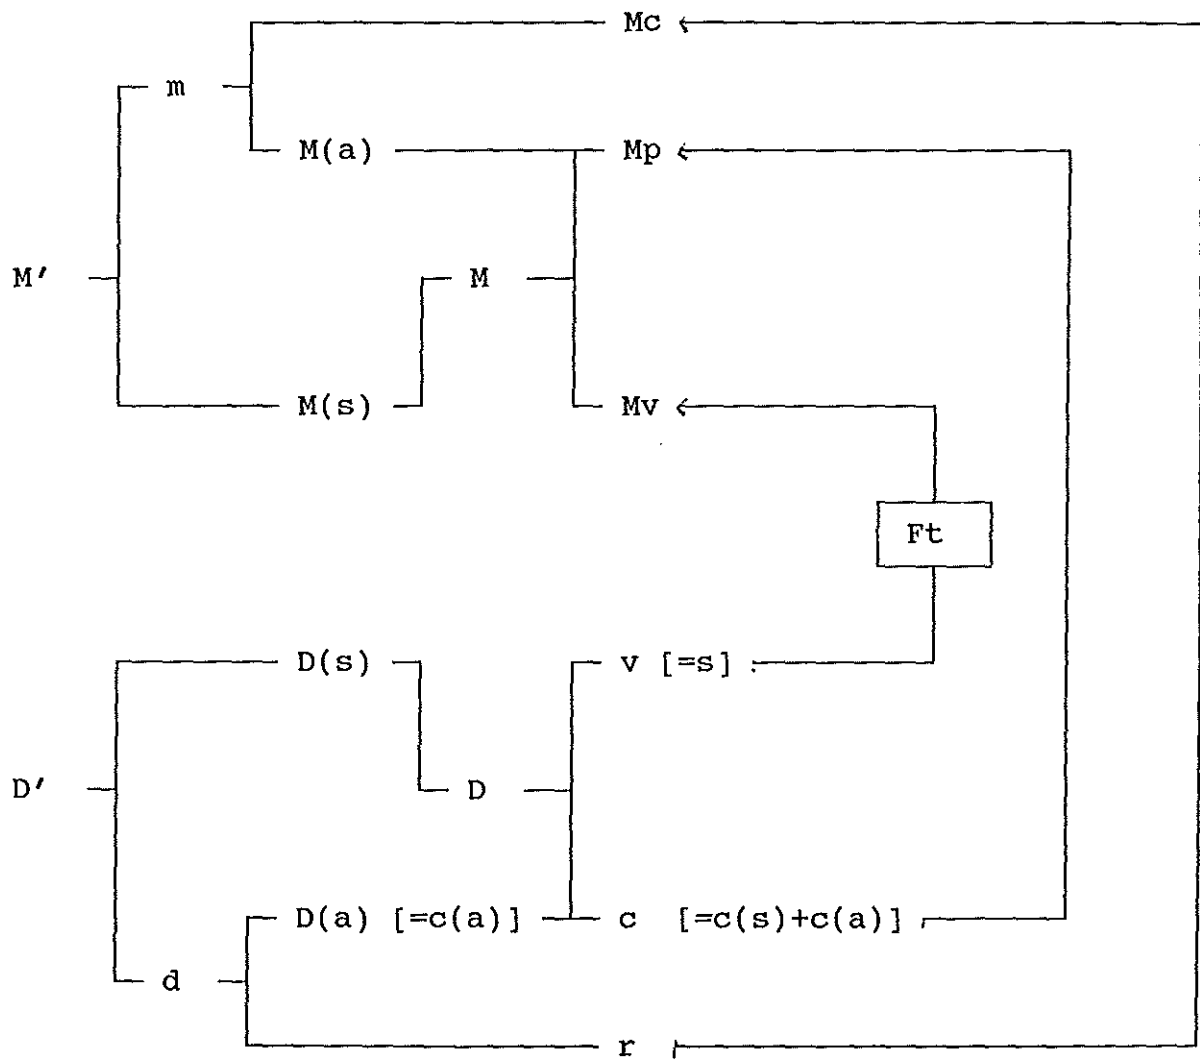 Mc
m
M(a) Mp
M' M
M(s) Mv
Ft
D(s) v [=s]
D' D
D(a) [=c(a)] c [=c(s)+c(a)]
d
r